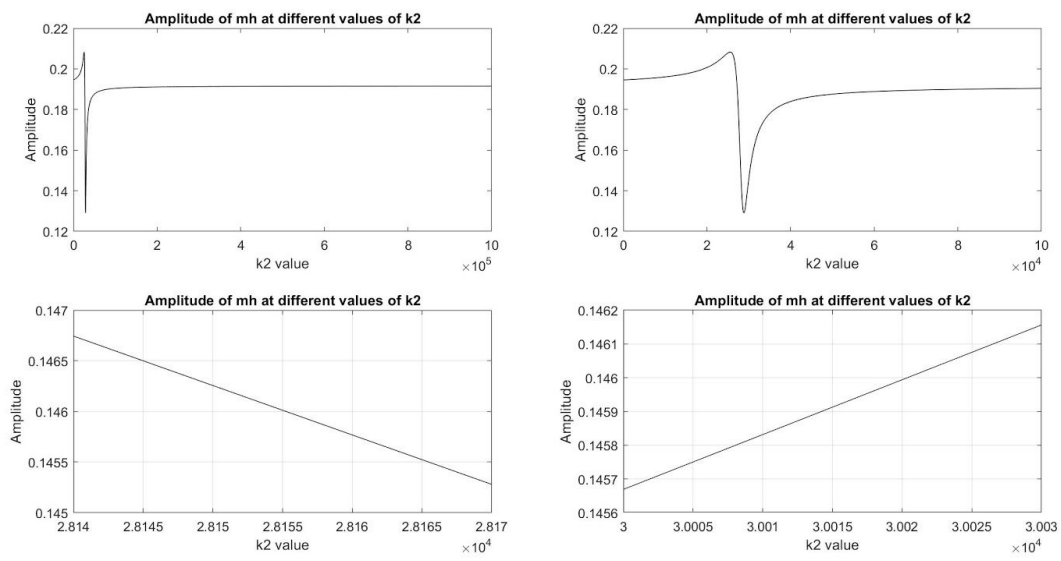 Amplitude of mh at different values of k2
0.22
0.2
0.18
0.16
0.14
0.12
Amplitude
0 2 4 6 8 10
k2 value
×10^5
Amplitude of mh at different values of k2
0.22
0.2
0.18
0.16
0.14
0.12
Amplitude
0 2 4 6 8 10
k2 value
×10^4
Amplitude of mh at different values of k2
0.147
0.1465
0.146
0.1455
0.145
Amplitude
2.814 2.8145 2.815 2.8155 2.816 2.8165 2.817
k2 value
×10^4
Amplitude of mh at different values of k2
0.1462
0.1461
0.146
0.1459
0.1458
0.1457
0.1456
Amplitude
3 3.0005 3.001 3.0015 3.002 3.0025 3.003
k2 value
×10^4